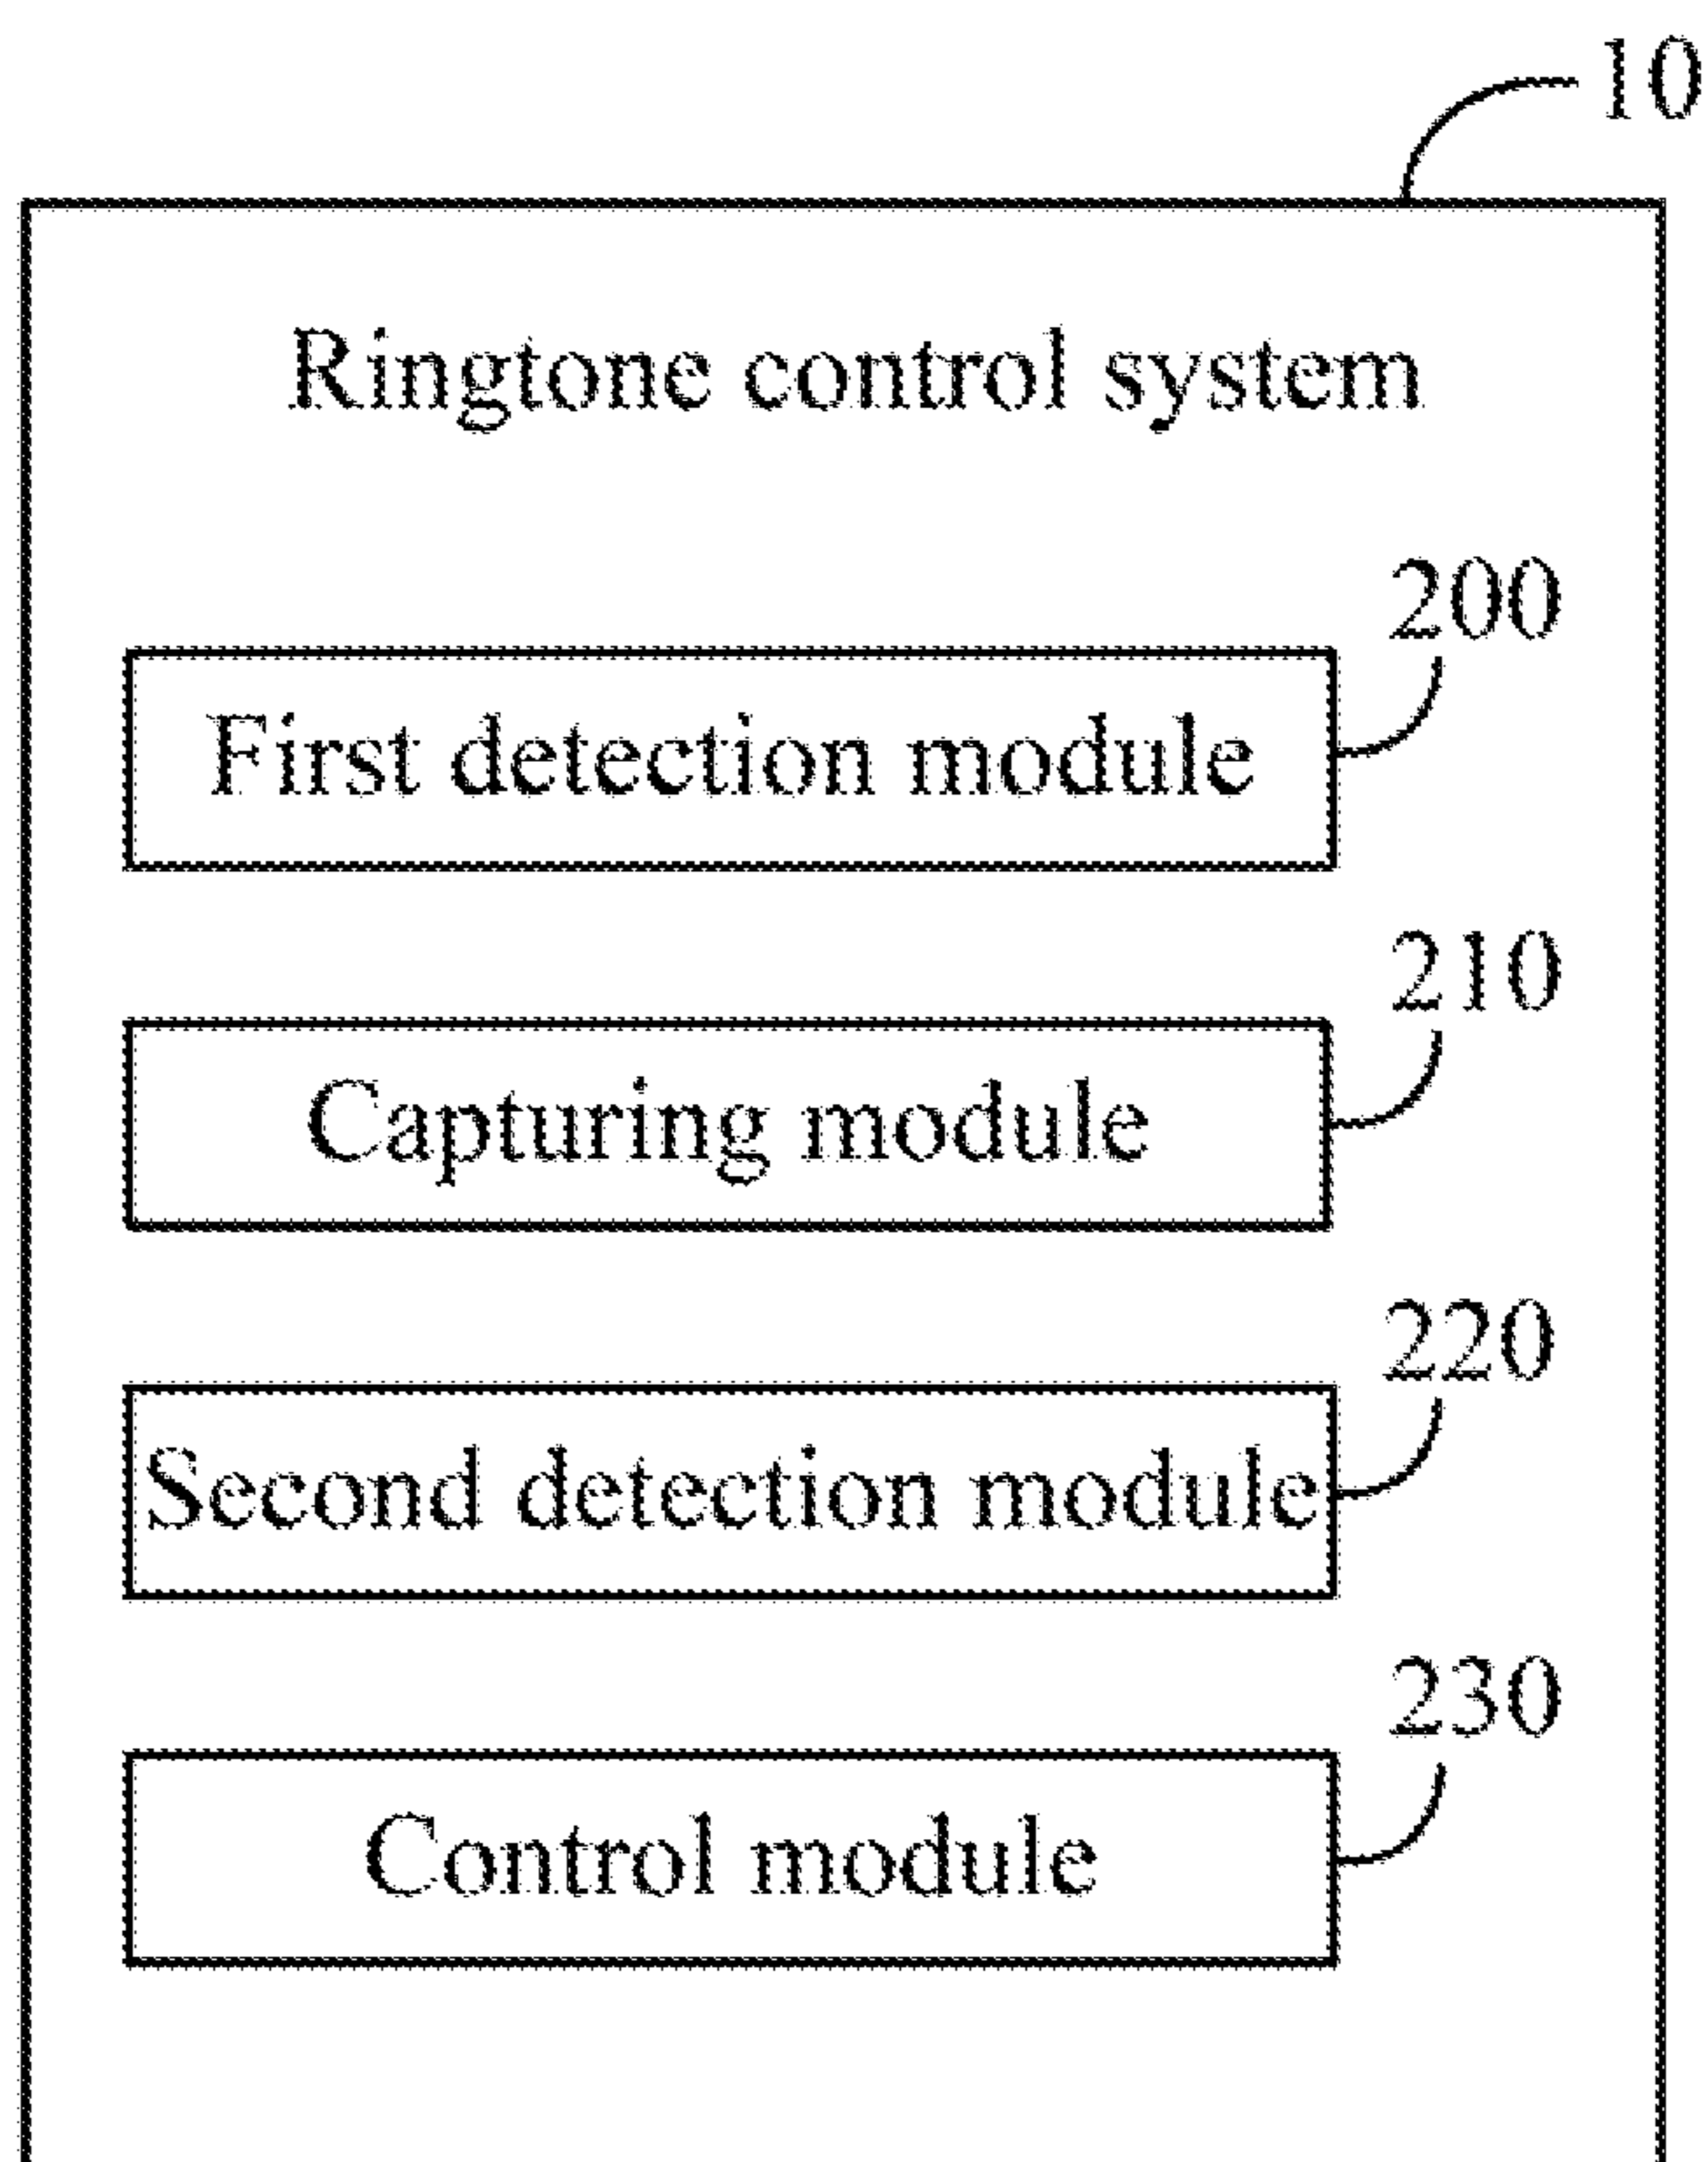 10
Ringtone control system
200
First detection module
210
Capturing module
220
Second detection module
230
Control module